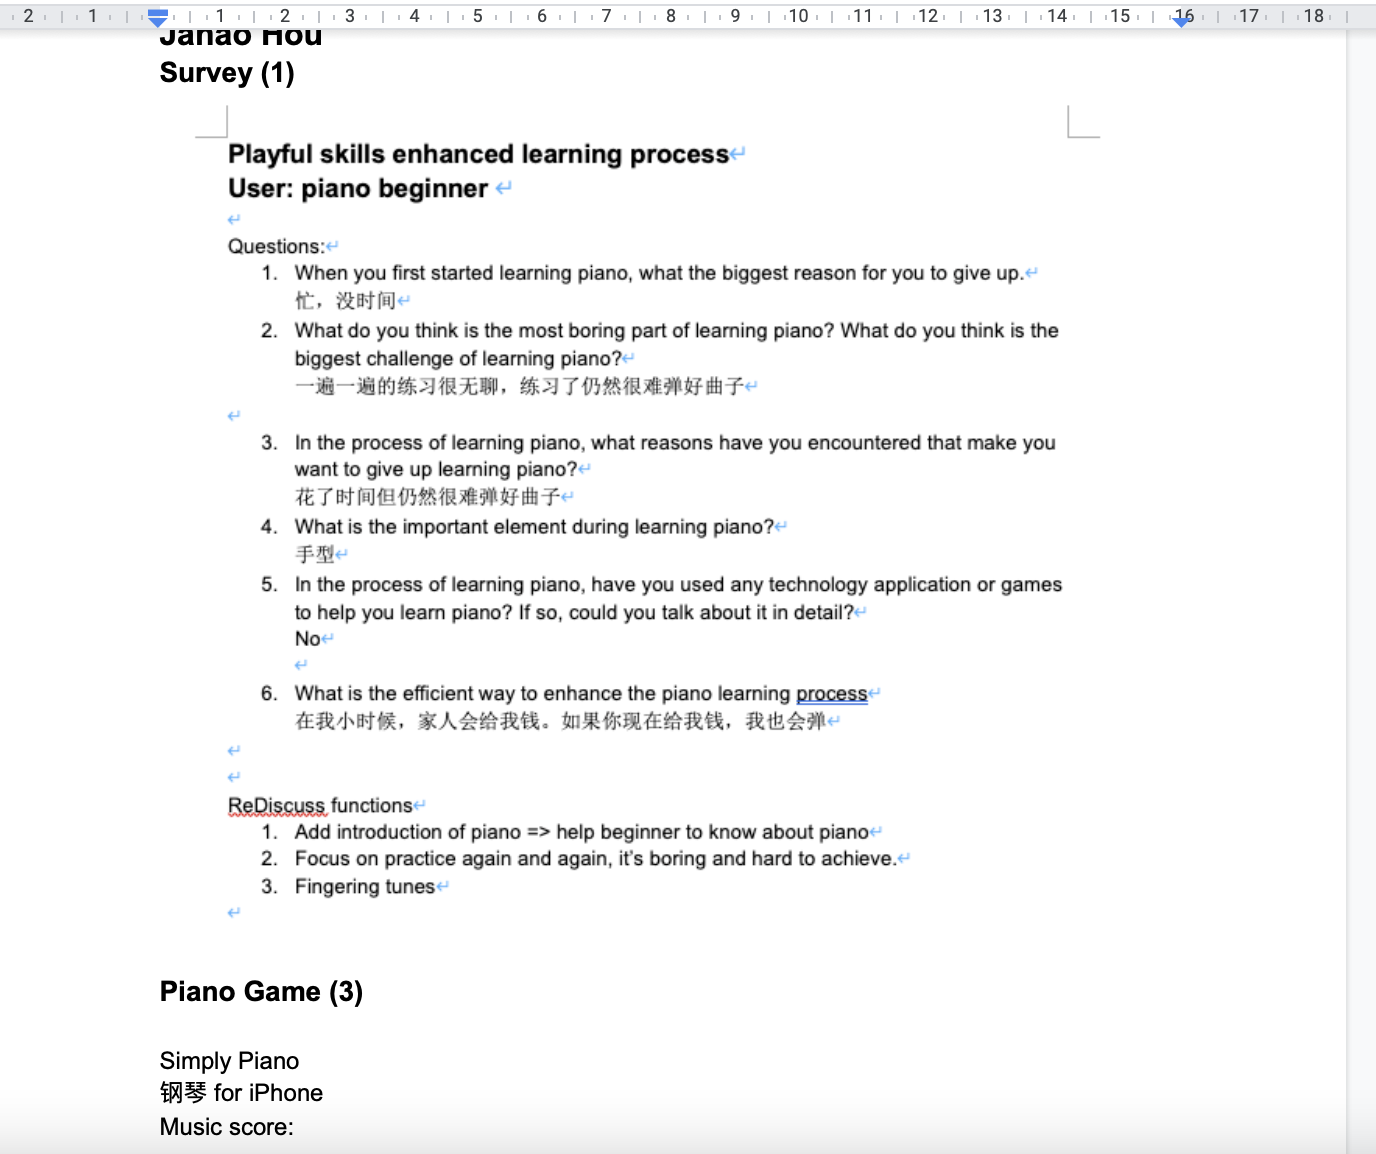 2 1 1 2 3 4 5 6 7 8 9 10 11 12 13 14 15 16 17 18
Janao Hou
Survey (1)
Playful skills enhanced learning process
User: piano beginner
Questions:
1. When you first started learning piano, what the biggest reason for you to give up.
忙，没时间
2. What do you think is the most boring part of learning piano? What do you think is the
biggest challenge of learning piano?
一遍一遍的练习很无聊，练习了仍然很难弹好曲子
3. In the process of learning piano, what reasons have you encountered that make you
want to give up learning piano?
花了时间但仍然很难弹好曲子
4. What is the important element during learning piano?
手型
5. In the process of learning piano, have you used any technology application or games
to help you learn piano? If so, could you talk about it in detail?
No
6. What is the efficient way to enhance the piano learning process
在我小时候，家人会给我钱。如果你现在给我钱，我也会弹
ReDiscuss functions
1. Add introduction of piano => help beginner to know about piano
2. Focus on practice again and again, it's boring and hard to achieve.
3. Fingering tunes
Piano Game (3)
Simply Piano
钢琴 for iPhone
Music score: